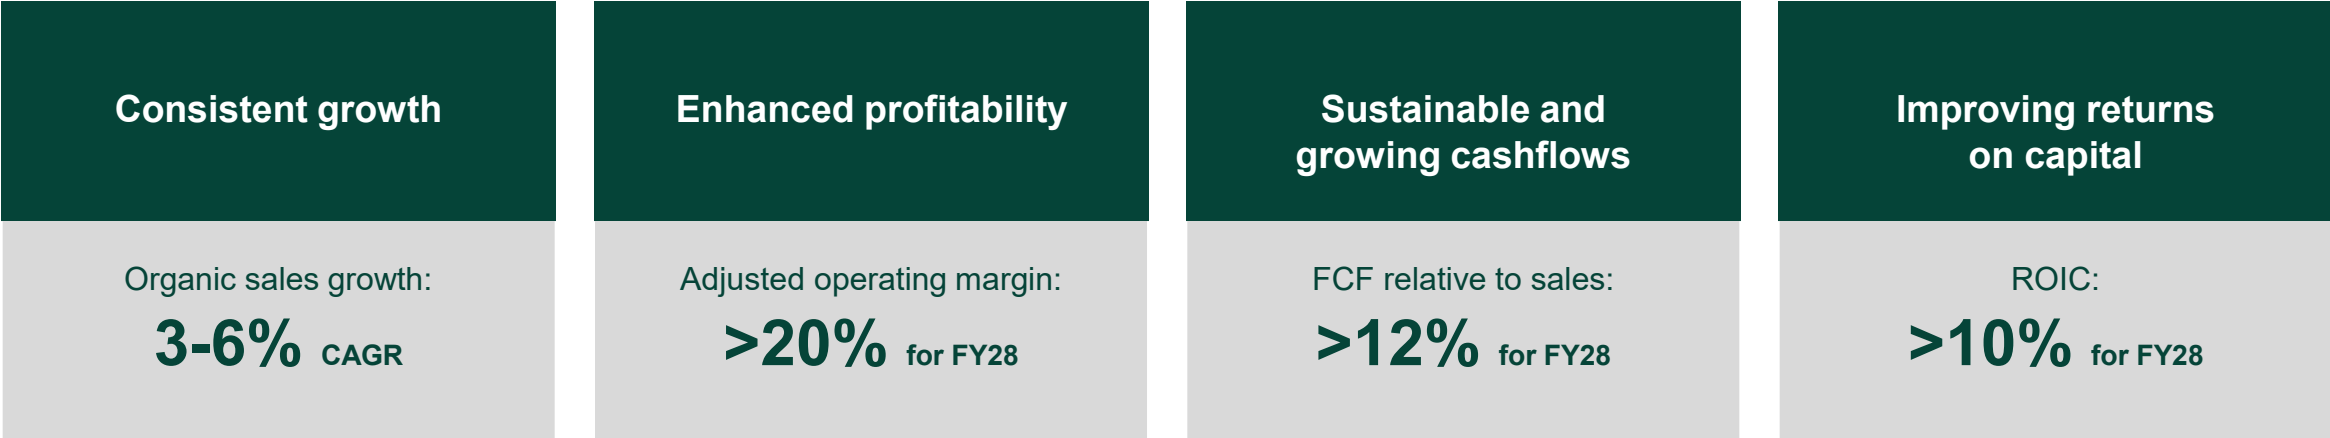 Consistent growth
Organic sales growth:
3-6% CAGR
Enhanced profitability
Adjusted operating margin:
>20% for FY28
Sustainable and
growing cashflows
FCF relative to sales:
>12% for FY28
Improving returns
on capital
ROIC:
>10% for FY28